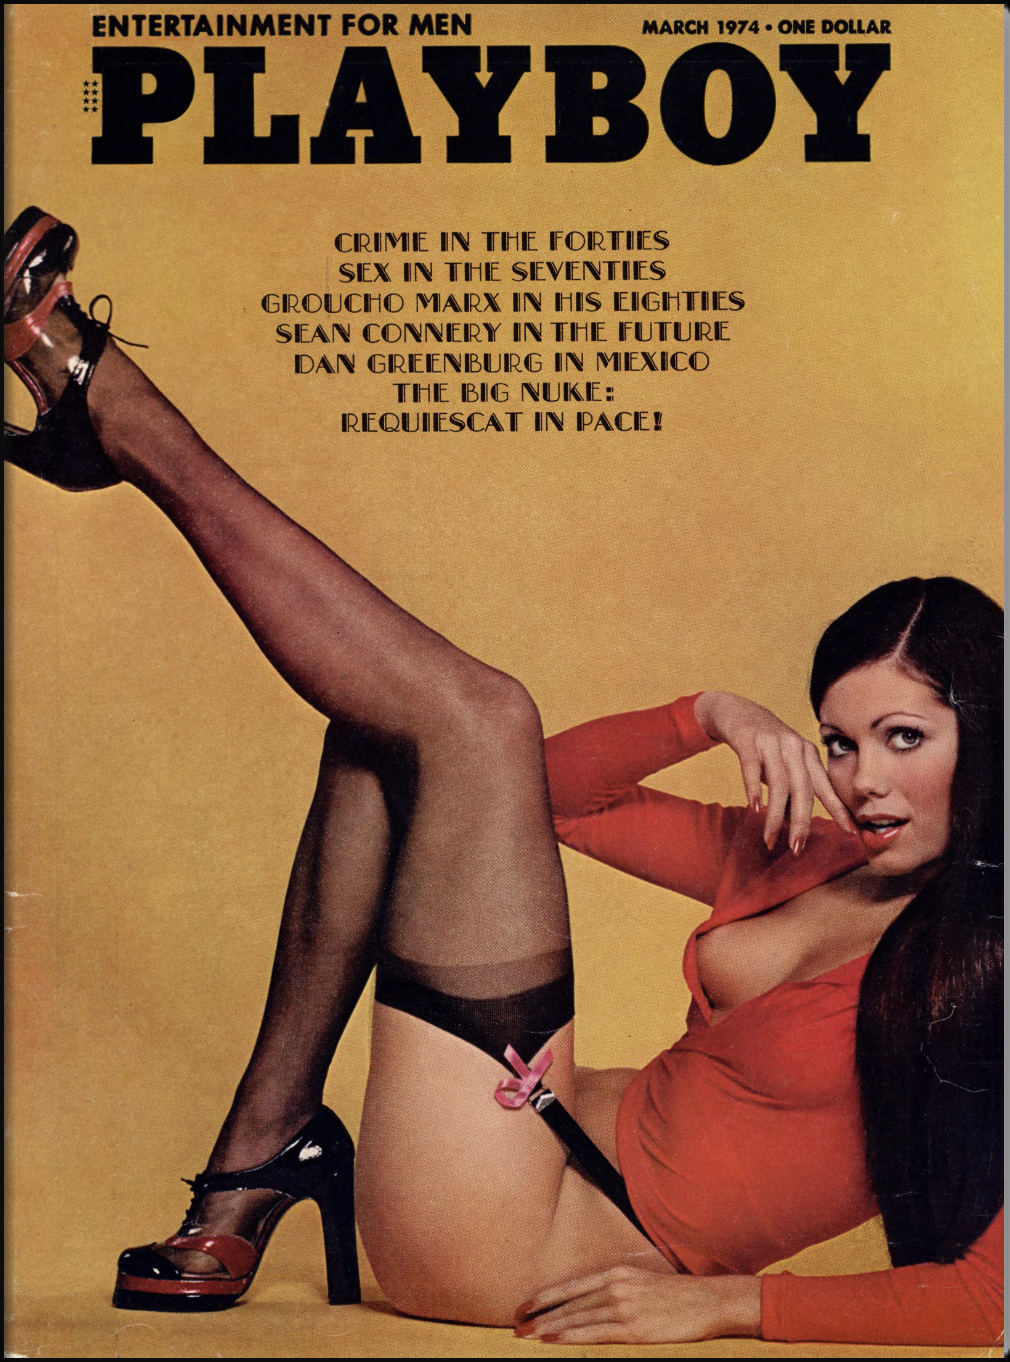 ENTERTAINMENT FOR MEN
MARCH 1974 • ONE DOLLAR
PLAYBOY
CRIME IN THE FORTIES
SEX IN THE SEVENTIES
GROUCHO MARX IN HIS EIGHTIES
SEAN CONNERY IN THE FUTURE
DAN GREENBURG IN MEXICO
THE BIG NUKE:
REQUIESCAT IN PACE!